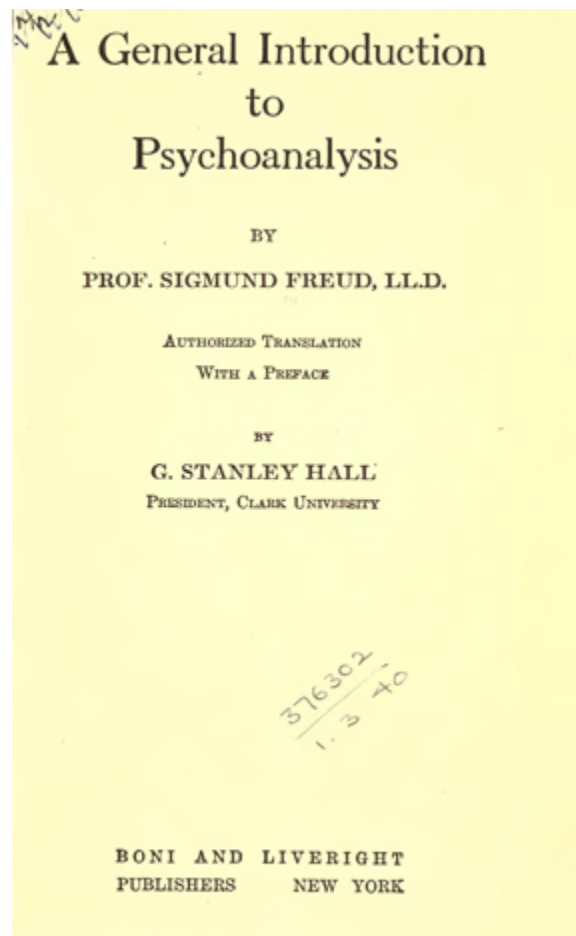 A General Introduction
to
Psychoanalysis
BY
PROF. SIGMUND FREUD, LL.D.
AUTHORIZED TRANSLATION
WITH A PREFACE
BY
G. STANLEY HALL
PRESIDENT, CLARK UNIVERSITY
376302
1. 3 40
BONI AND LIVERIGHT
PUBLISHERS NEW YORK